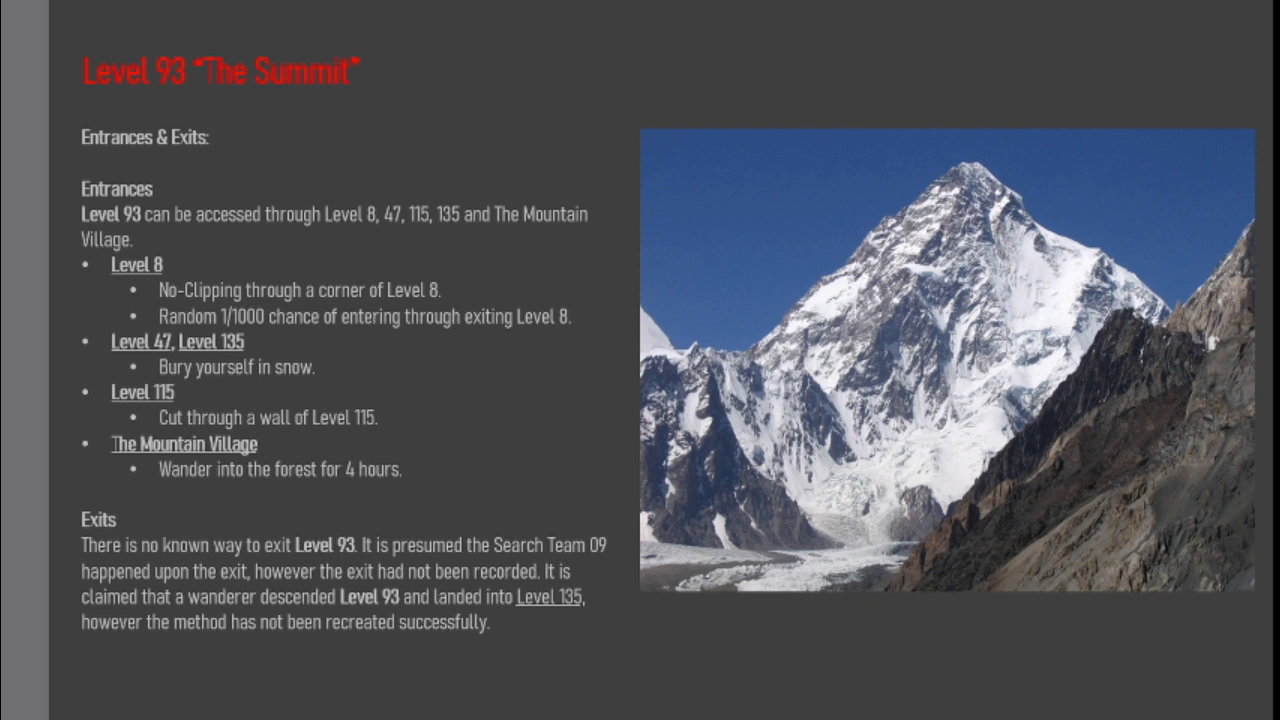 Level 93 “The Summit”
Entrances & Exits:
Entrances
Level 93 can be accessed through Level 8, 47, 115, 135 and The Mountain
Village.
• Level 8
• No-Clipping through a corner of Level 8.
• Random 1/1000 chance of entering through exiting Level 8.
• Level 47, Level 135
• Bury yourself in snow.
• Level 115
• Cut through a wall of Level 115.
• The Mountain Village
• Wander into the forest for 4 hours.
Exits
There is no known way to exit Level 93. It is presumed the Search Team 09
happened upon the exit, however the exit had not been recorded. It is
claimed that a wanderer descended Level 93 and landed into Level 135,
however the method has not been recreated successfully.